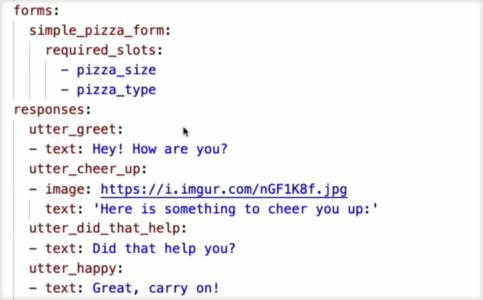 forms:
simple_pizza_form:
required_slots:
- pizza_size
- pizza_type
responses:
utter_greet:
- text: Hey! How are you?
utter_cheer_up:
- image: https://i.imgur.com/nGF1K8f.jpg
text: 'Here is something to cheer you up:'
utter_did_that_help:
- text: Did that help you?
utter_happy:
- text: Great, carry on!